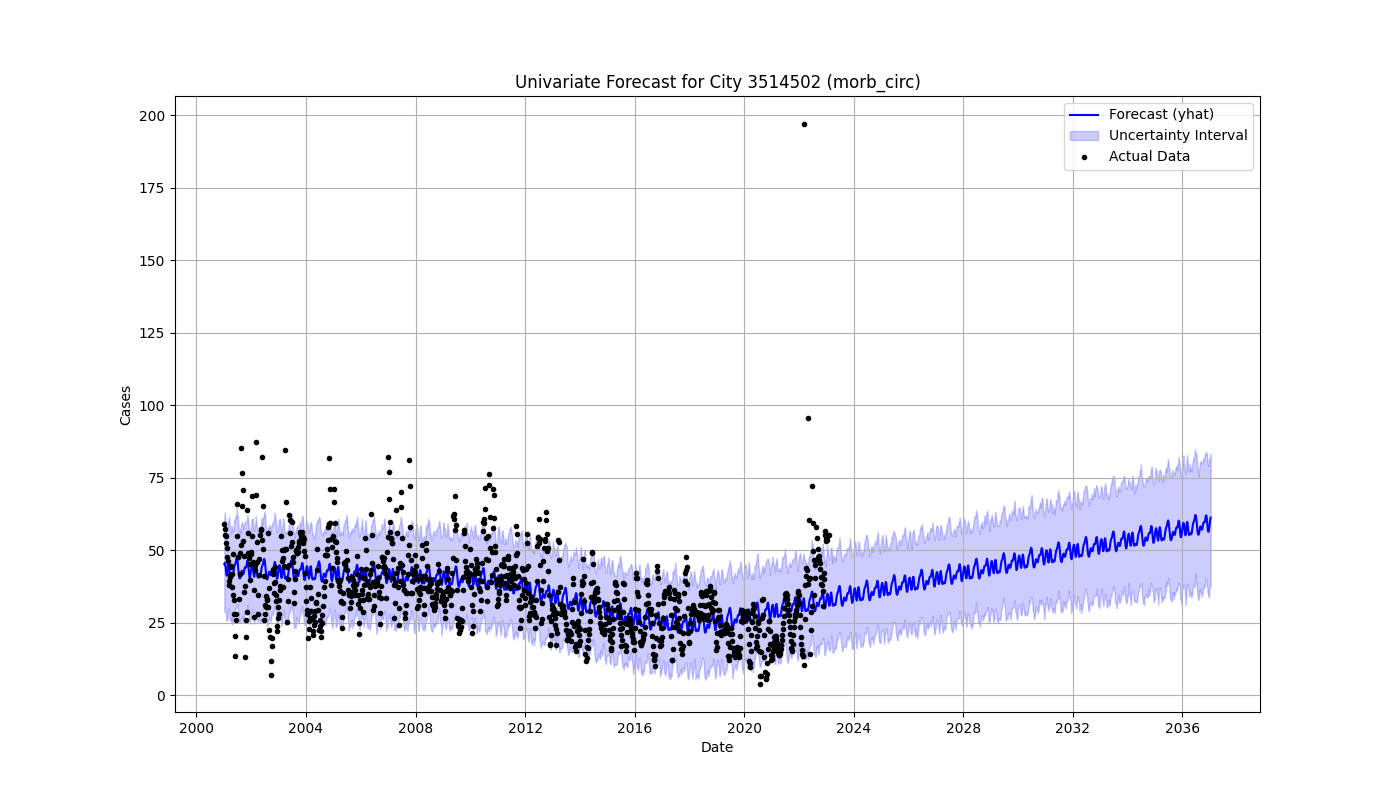 Univariate Forecast for City 3514502 (morb_circ)
Forecast (yhat)
Uncertainty Interval
Actual Data
200
175
150
125
100
75
50
25
0
Cases
2000 2004 2008 2012 2016 2020 2024 2028 2032 2036
Date